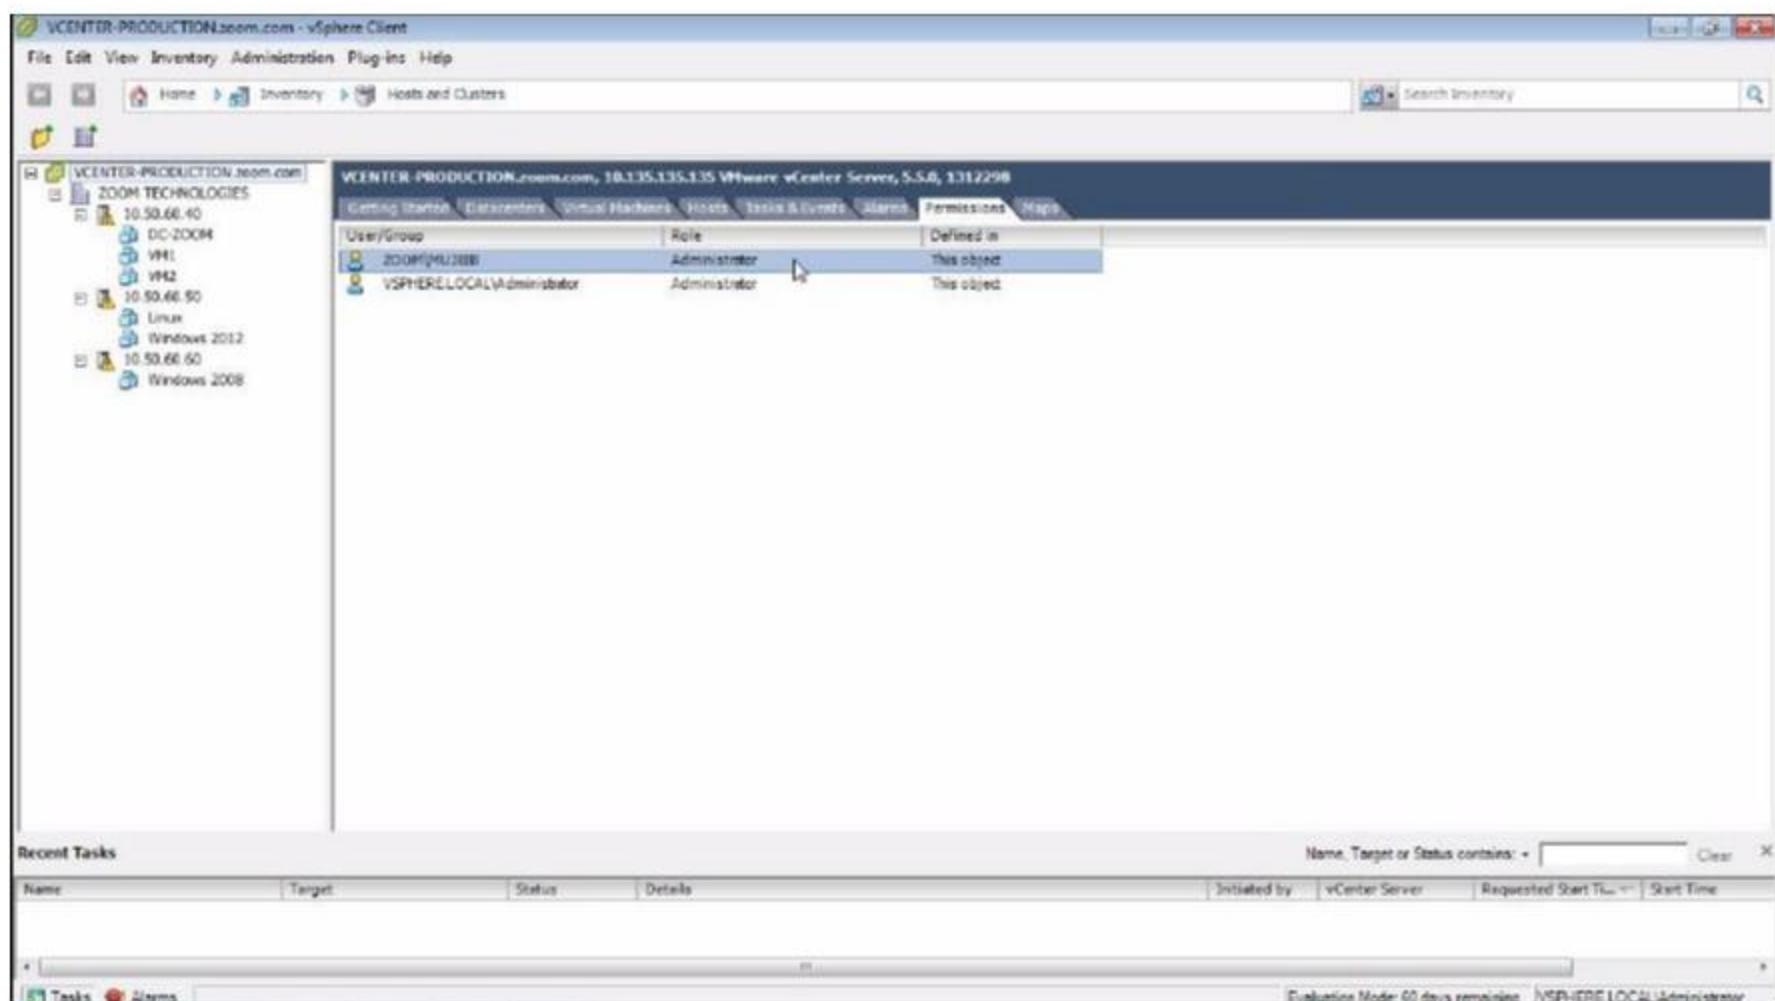 VCENTER-PRODUCTION.zoom.com - vSphere Client
File Edit View Inventory Administration Plug-ins Help
Home Inventory Hosts and Clusters Search Inventory
VCENTER-PRODUCTION.zoom.com
ZOOM TECHNOLOGIES
10.50.60.40
DC-ZOOM
VM1
VM2
10.50.60.50
Linux
Windows 2012
10.50.60.60
Windows 2008
VCENTER-PRODUCTION.zoom.com, 10.135.135.135 VMware vCenter Server, 5.5.0, 1312298
Getting Started Datacenters Virtual Machines Hosts Tasks & Events Alarms Permissions Maps
User/Group Role Defined in
ZOOM\MUJIBB Administrator This object
VSPHERE.LOCAL\Administrator Administrator This object
Recent Tasks Name, Target or Status contains: Clear
Name Target Status Details Initiated by vCenter Server Requested Start Ti... Start Time
Tasks Alarms Evaluation Mode: 60 days remaining VSPHERE.LOCAL\Administrator